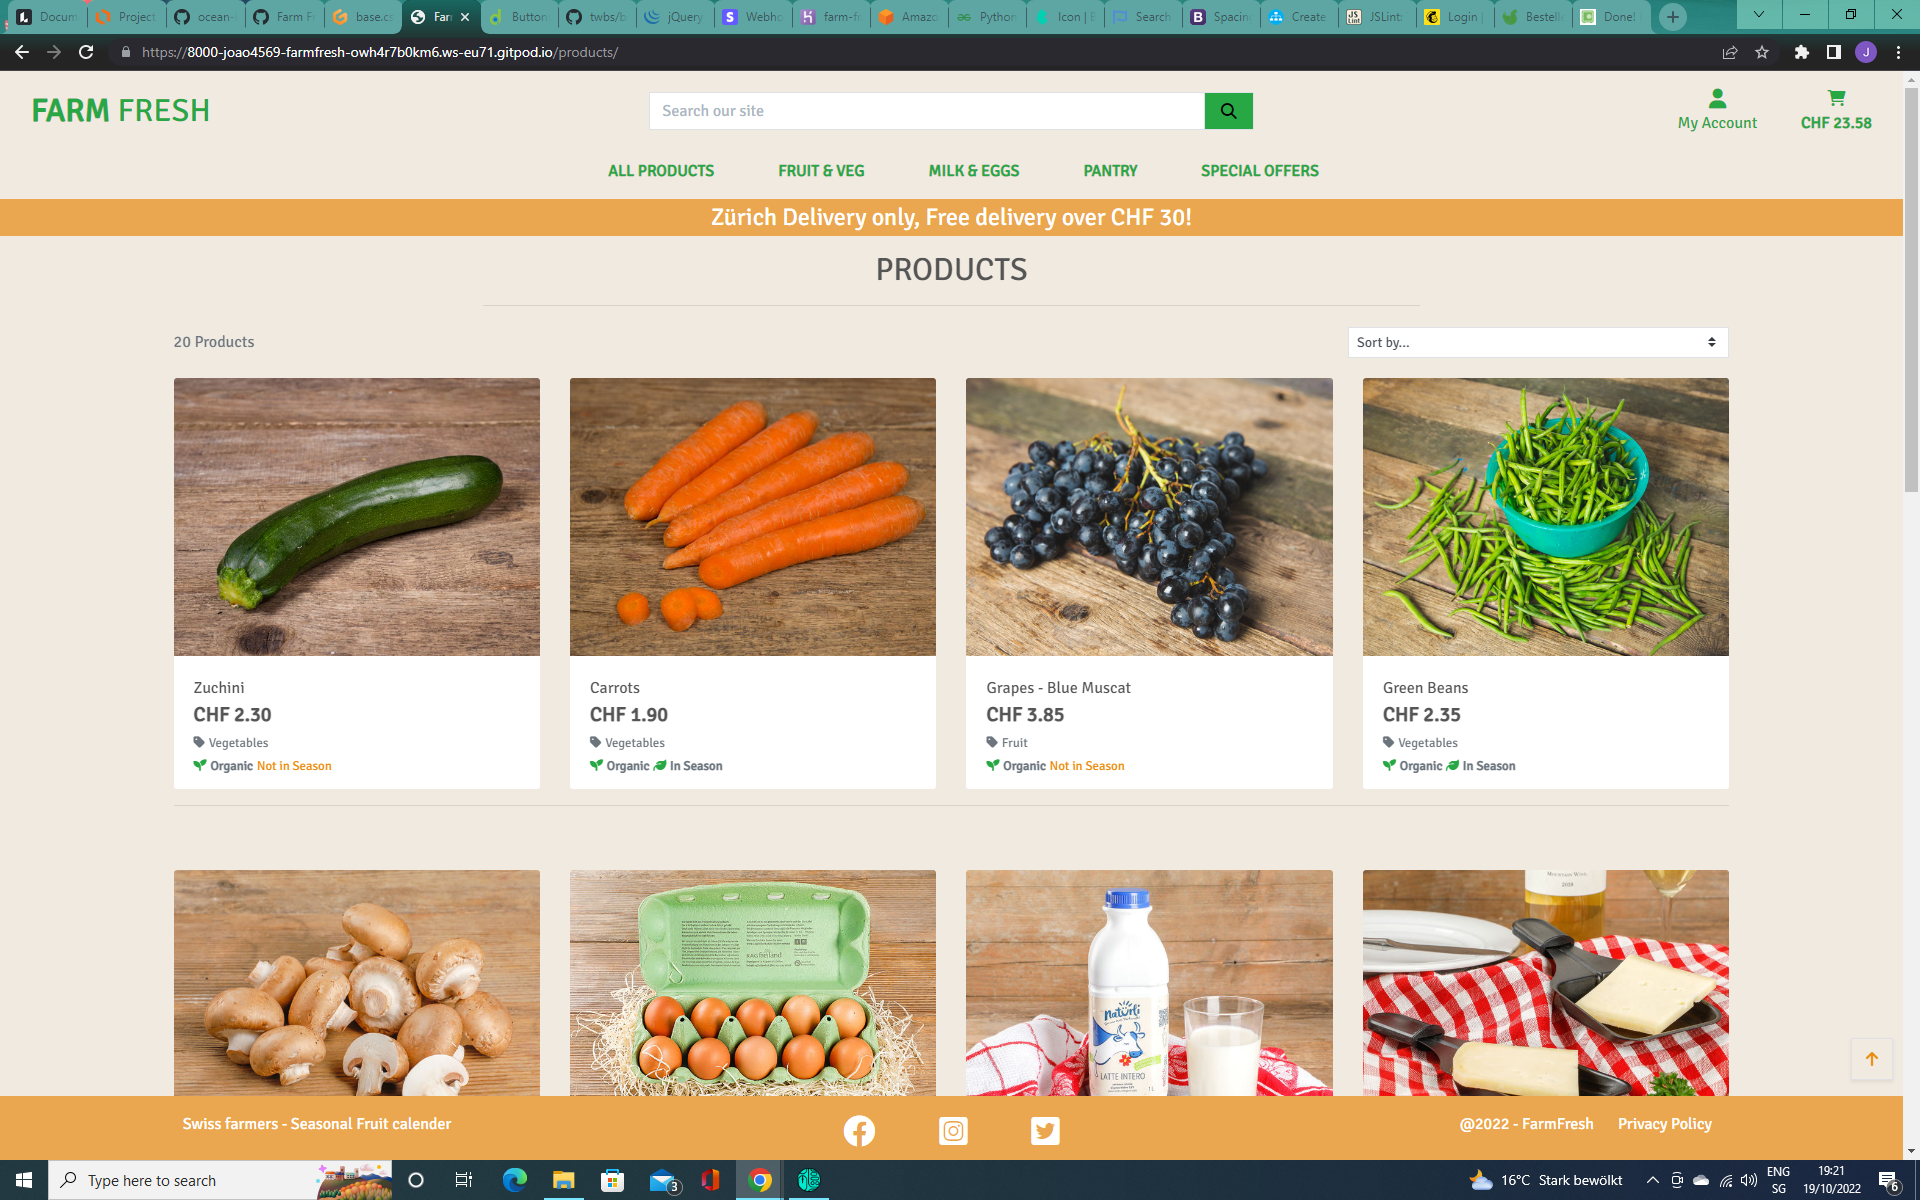 Docum
Project
ocean-
Farm F
base.cs
Far
Button
twbs/b
jQuery
Webho
farm-fr
Amazo
Python
Icon | B
Search
Spacin
Create
JSLint:
Login |
Bestell
Done!
https://8000-joao4569-farmfresh-owh4r7b0km6.ws-eu71.gitpod.io/products/
J
FARM FRESH
Search our site
My Account
CHF 23.58
ALL PRODUCTS
FRUIT & VEG
MILK & EGGS
PANTRY
SPECIAL OFFERS
Zürich Delivery only, Free delivery over CHF 30!
PRODUCTS
20 Products
Sort by...
Zuchini
CHF 2.30
Vegetables
Organic Not in Season
Carrots
CHF 1.90
Vegetables
Organic In Season
Grapes - Blue Muscat
CHF 3.85
Fruit
Organic Not in Season
Green Beans
CHF 2.35
Vegetables
Organic In Season
Natürli
LATTE INTERO
Swiss farmers - Seasonal Fruit calender
@2022 - FarmFresh
Privacy Policy
Type here to search
3
16°C Stark bewölkt
ENG
SG
19:21
19/10/2022
6